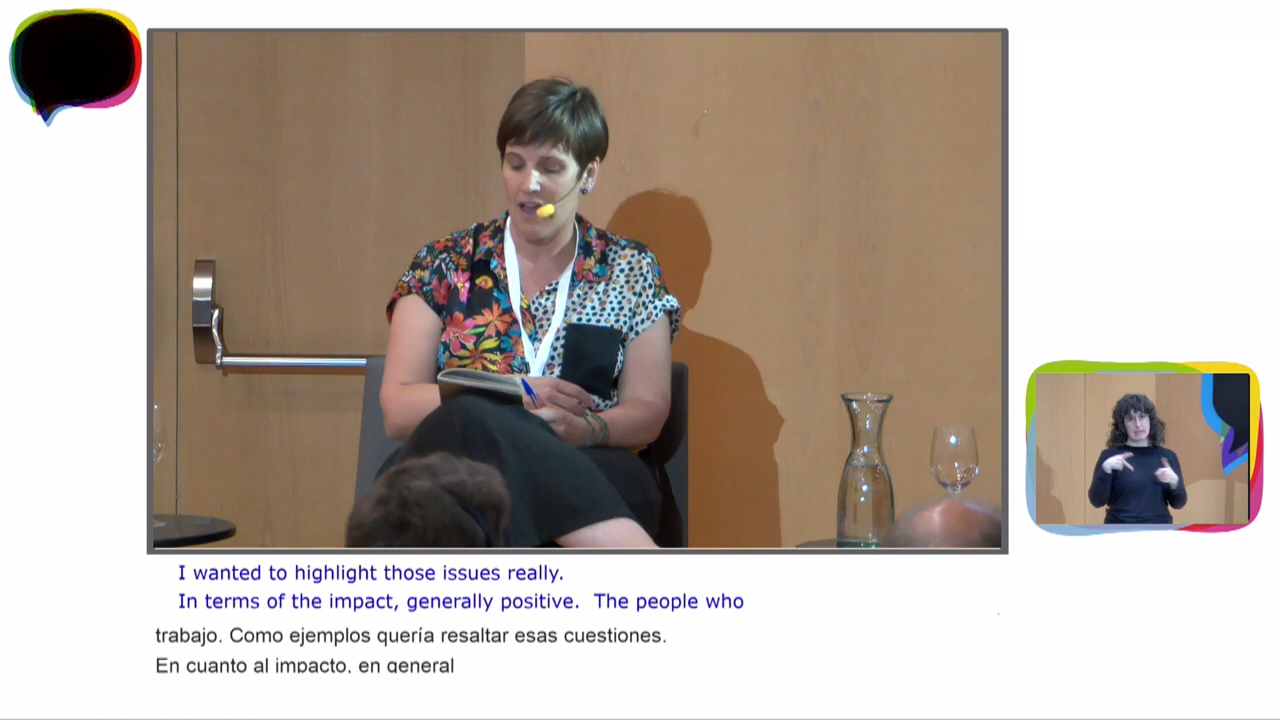 I wanted to highlight those issues really.
In terms of the impact, generally positive.  The people who
trabajo. Como ejemplos quería resaltar esas cuestiones.
En cuanto al impacto, en general